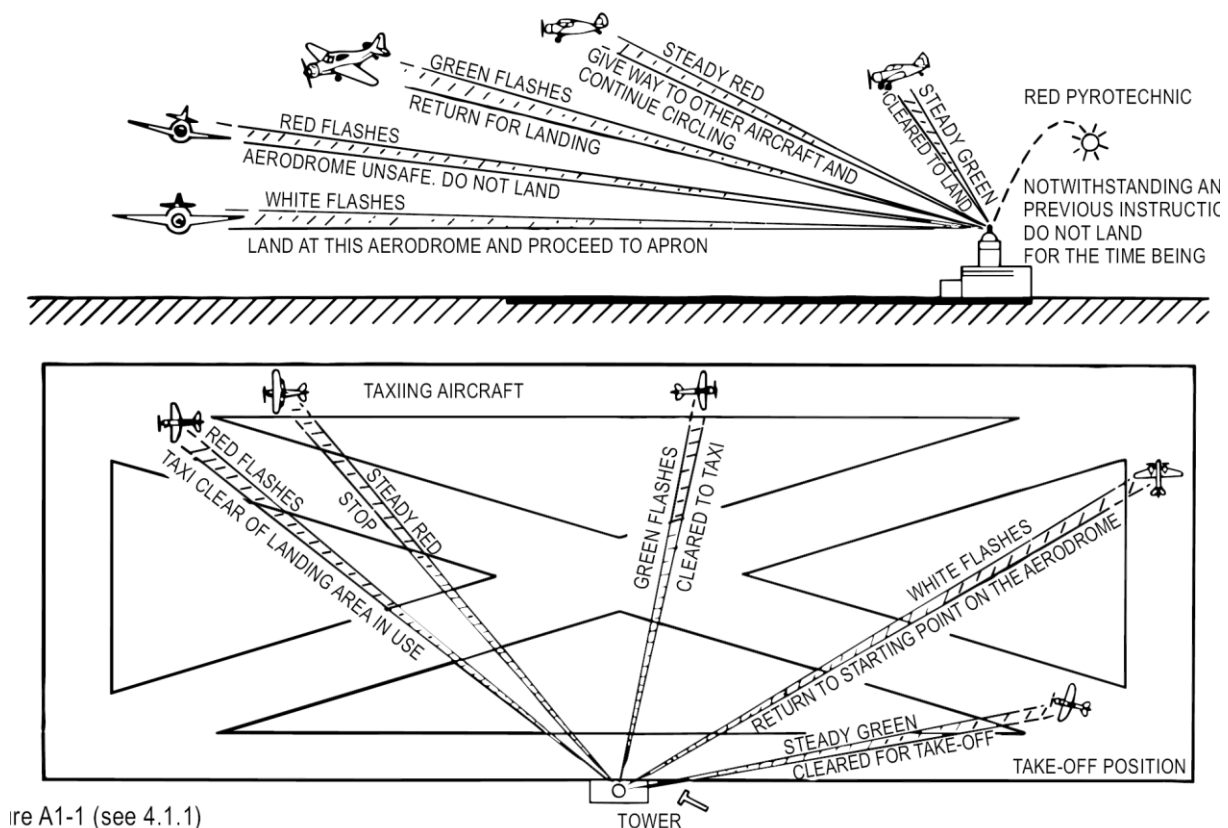 STEADY RED
GIVE WAY TO OTHER AIRCRAFT AND
CONTINUE CIRCLING
GREEN FLASHES
RETURN FOR LANDING
STEADY GREEN
CLEARED TO LAND
RED PYROTECHNIC
RED FLASHES
AERODROME UNSAFE. DO NOT LAND
WHITE FLASHES
LAND AT THIS AERODROME AND PROCEED TO APRON
NOTWITHSTANDING AN
PREVIOUS INSTRUCTIO
DO NOT LAND
FOR THE TIME BEING
TAXIING AIRCRAFT
RED FLASHES
TAXI CLEAR OF LANDING AREA IN USE
STEADY RED
STOP
GREEN FLASHES
CLEARED TO TAXI
WHITE FLASHES
RETURN TO STARTING POINT ON THE AERODROME
STEADY GREEN
CLEARED FOR TAKE-OFF
TAKE-OFF POSITION
TOWER
ure A1-1 (see 4.1.1)